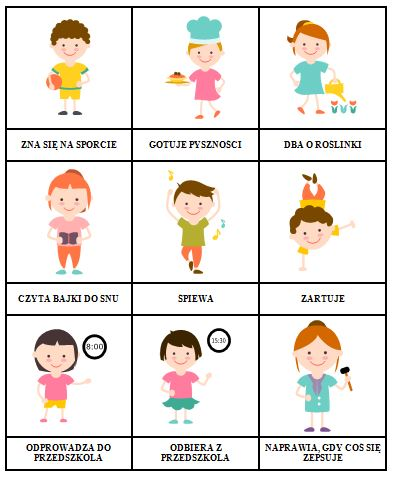 ZNA SIĘ NA SPORCIE
GOTUJE PYSZNOŚCI
DBA O ROŚLINKI
CZYTA BAJKI DO SNU
ŚPIEWA
ŻARTUJE
8:00
15:30
ODPROWADZA DO
PRZEDSZKOLA
ODBIERA Z
PRZEDSZKOLA
NAPRAWIA, GDY COŚ SIĘ
ZEPSUJE